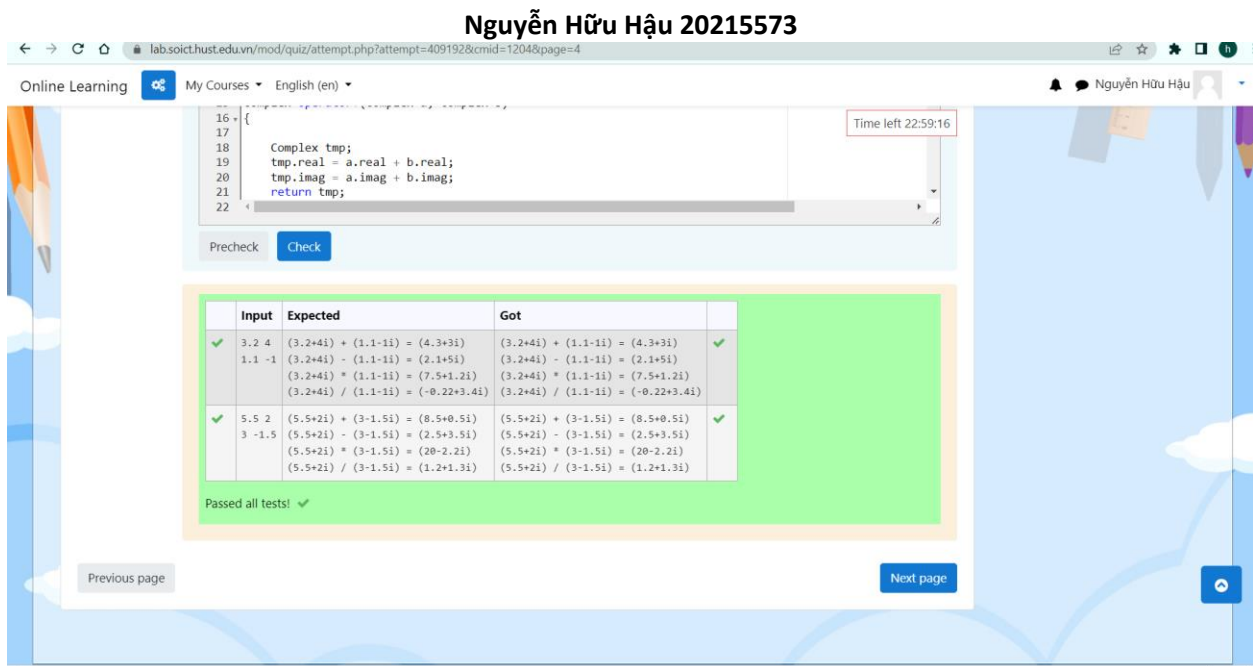 Nguyễn Hữu Hậu 20215573
lab.soict.hust.edu.vn/mod/quiz/attempt.php?attempt=409192&cmid=1204&page=4
h
Online Learning My Courses English (en) Nguyễn Hữu Hậu
16 {
17
18 Complex tmp;
19 tmp.real = a.real + b.real;
20 tmp.imag = a.imag + b.imag;
21 return tmp;
22
Time left 22:59:16
Precheck Check
Input Expected Got
3.2 4 (3.2+4i) + (1.1-1i) = (4.3+3i) (3.2+4i) + (1.1-1i) = (4.3+3i)
1.1 -1 (3.2+4i) - (1.1-1i) = (2.1+5i) (3.2+4i) - (1.1-1i) = (2.1+5i)
(3.2+4i) * (1.1-1i) = (7.5+1.2i) (3.2+4i) * (1.1-1i) = (7.5+1.2i)
(3.2+4i) / (1.1-1i) = (-0.22+3.4i) (3.2+4i) / (1.1-1i) = (-0.22+3.4i)
5.5 2 (5.5+2i) + (3-1.5i) = (8.5+0.5i) (5.5+2i) + (3-1.5i) = (8.5+0.5i)
3 -1.5 (5.5+2i) - (3-1.5i) = (2.5+3.5i) (5.5+2i) - (3-1.5i) = (2.5+3.5i)
(5.5+2i) * (3-1.5i) = (20-2.2i) (5.5+2i) * (3-1.5i) = (20-2.2i)
(5.5+2i) / (3-1.5i) = (1.2+1.3i) (5.5+2i) / (3-1.5i) = (1.2+1.3i)
Passed all tests!
Previous page Next page